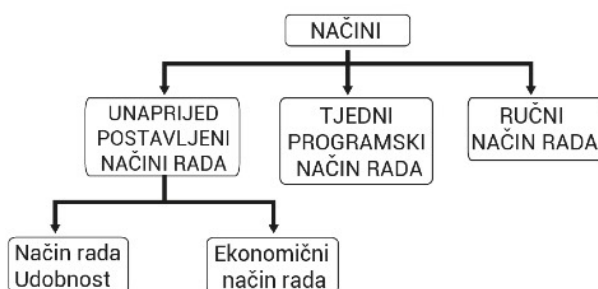 NAČINI
UNAPRIJED
POSTAVLJENI
NAČINI RADA
TJEDNI
PROGRAMSKI
NAČIN RADA
RUČNI
NAČIN RADA
Način rada
Udobnost
Ekonomični
način rada